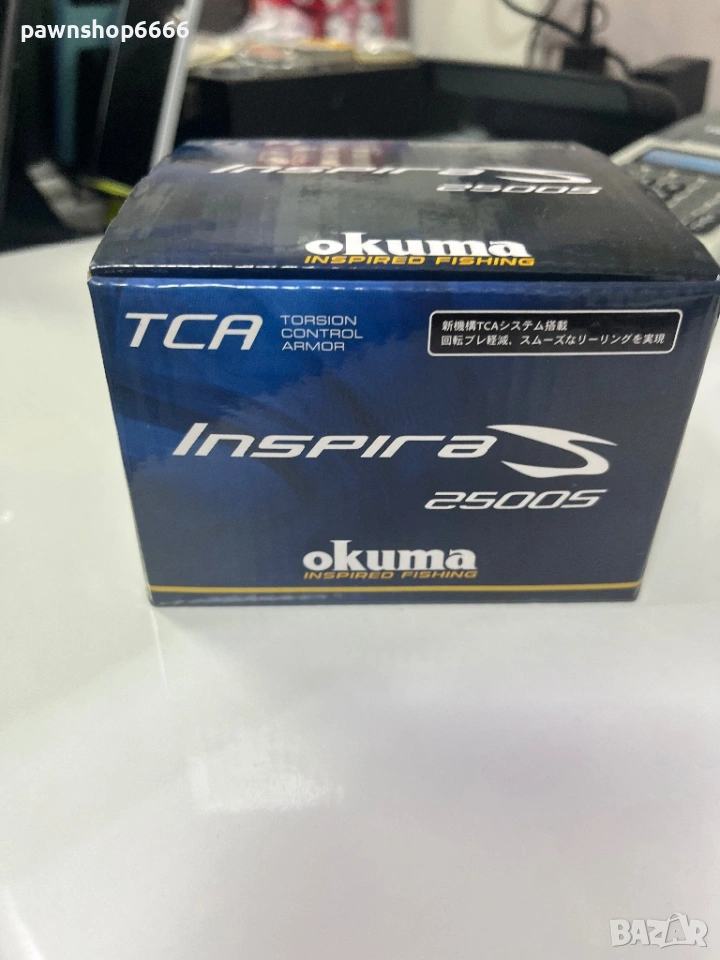 pawnshop6666
Inspira S
2500S
okuma
INSPIRED FISHING
TCA TORSION
CONTROL
ARMOR
新機構TCAシステム搭載
回転ブレ軽減、スムーズなリーリングを実現
Inspira S
2500S
okuma
INSPIRED FISHING
BAZAR